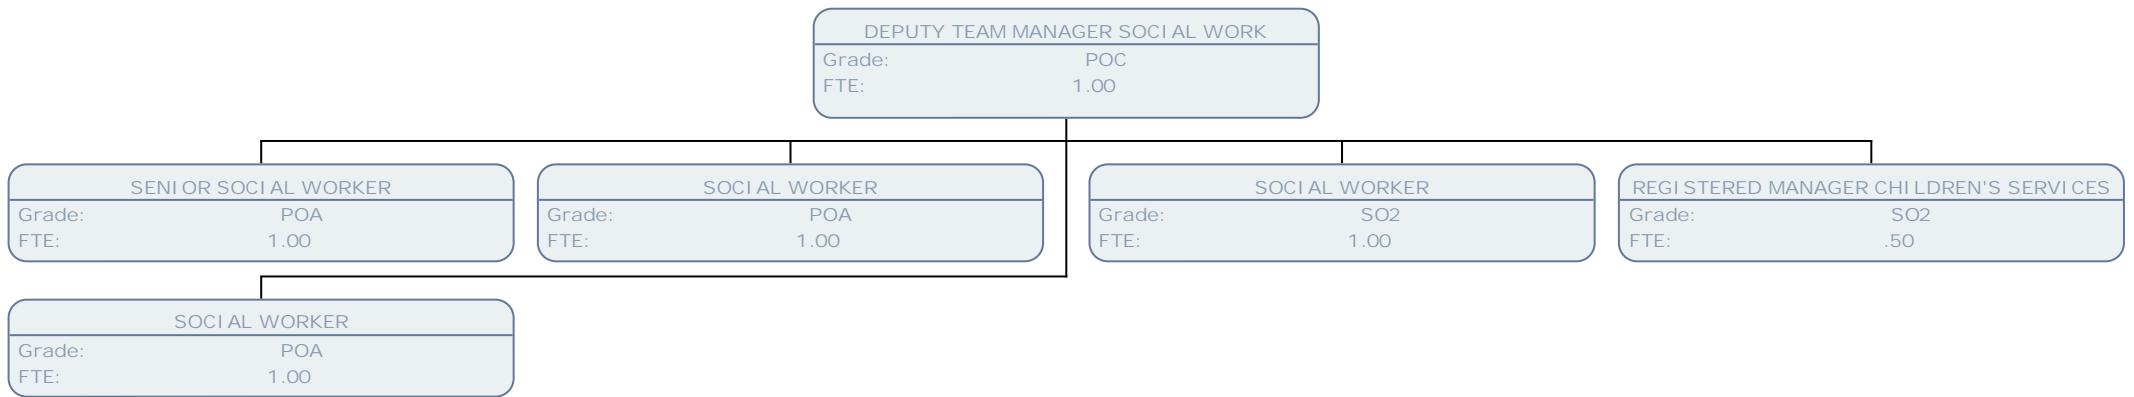 DEPUTY TEAM MANAGER SOCIAL WORK
Grade: POC
FTE: 1.00
SENIOR SOCIAL WORKER
Grade: POA
FTE: 1.00
SOCIAL WORKER
Grade: POA
FTE: 1.00
SOCIAL WORKER
Grade: SO2
FTE: 1.00
REGISTERED MANAGER CHILDREN'S SERVICES
Grade: SO2
FTE: .50
SOCIAL WORKER
Grade: POA
FTE: 1.00